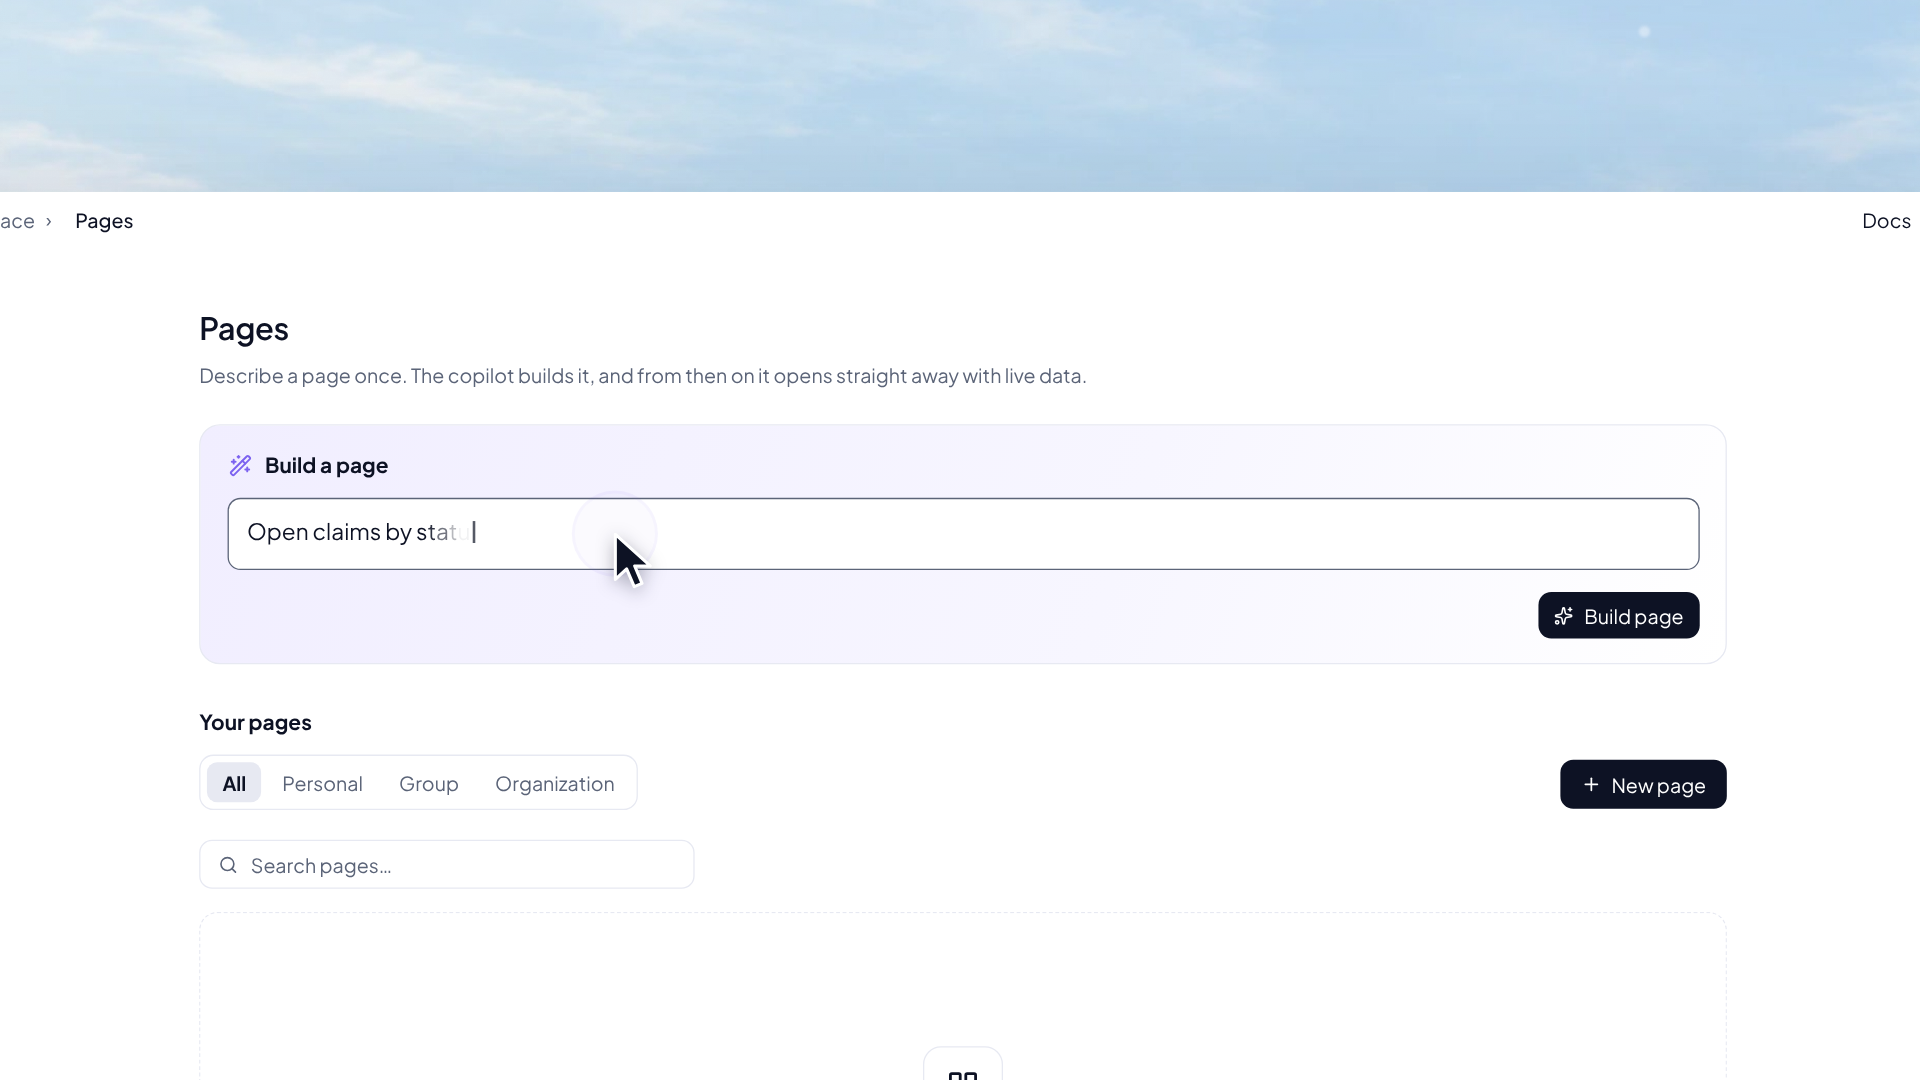 ace › Pages
Docs
Pages
Describe a page once. The copilot builds it, and from then on it opens straight away with live data.
Build a page
Open claims by statu
Build page
Your pages
All Personal Group Organization
New page
Search pages...